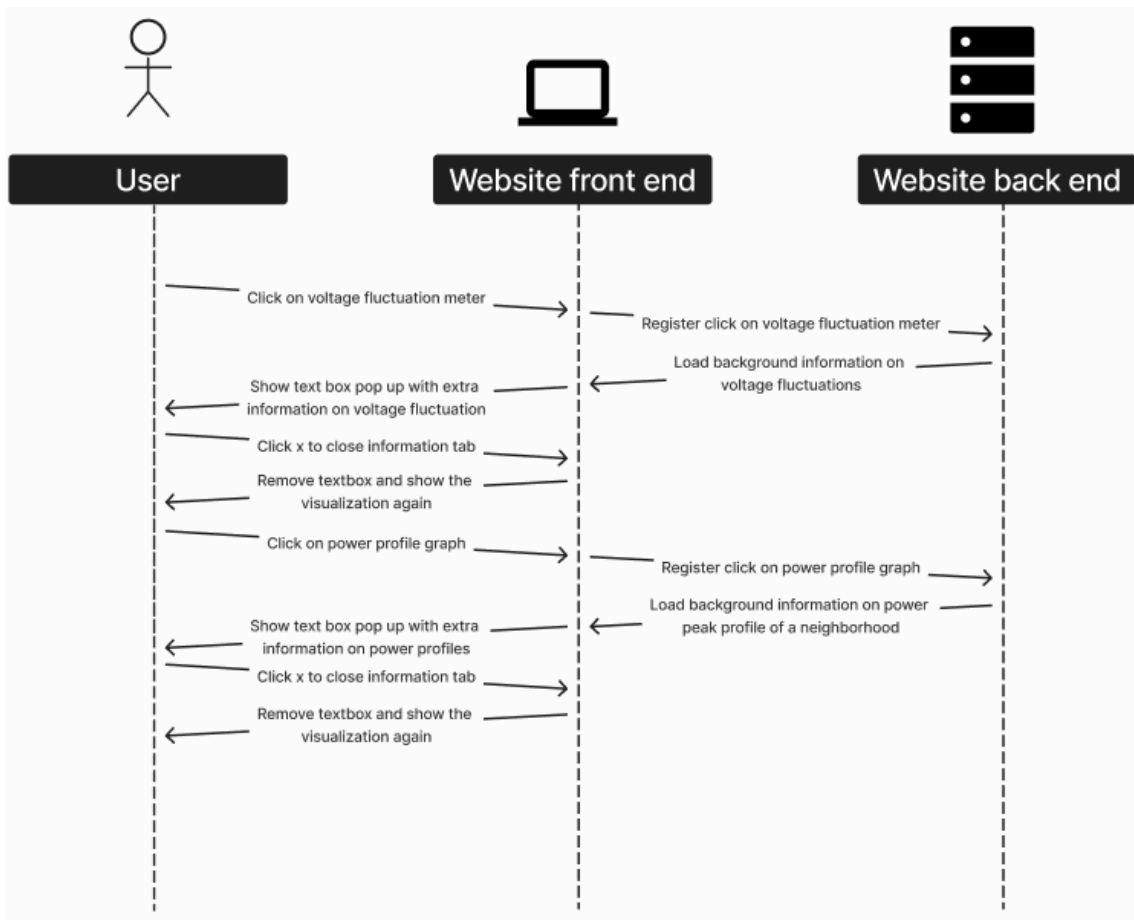 User
Website front end
Website back end
Click on voltage fluctuation meter
Register click on voltage fluctuation meter
Load background information on
voltage fluctuations
Show text box pop up with extra
information on voltage fluctuation
Click x to close information tab
Remove textbox and show the
visualization again
Click on power profile graph
Register click on power profile graph
Load background information on power
peak profile of a neighborhood
Show text box pop up with extra
information on power profiles
Click x to close information tab
Remove textbox and show the
visualization again